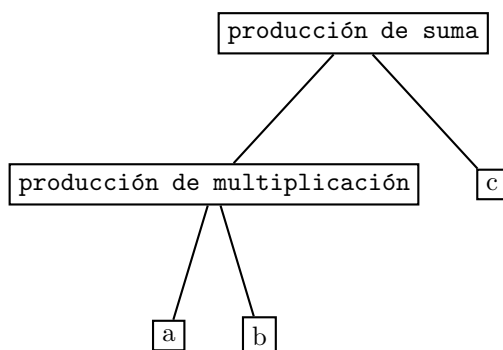 producción de suma
producción de multiplicación
c
a
b